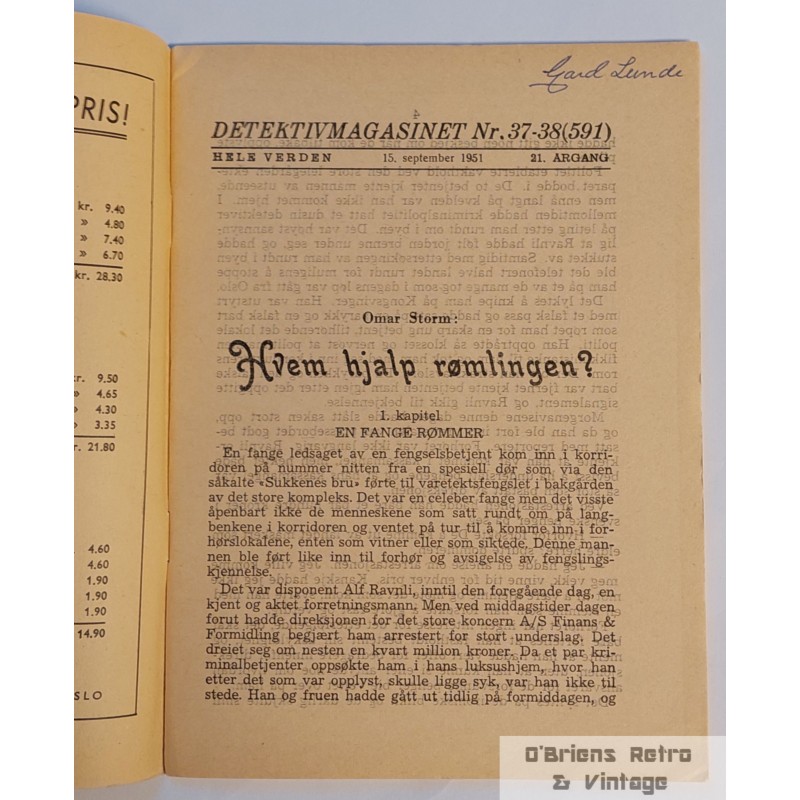 PRIS!
kr. 9.40
» 4.80
» 7.40
» 6.70
kr. 28.30
kr. 9.50
» 4.65
» 4.30
» 3.35
kr. 21.80
4.60
4.60
1.90
1.90
1.90
14.90
SLO
Gard Lunde
DETEKTIVMAGASINET Nr. 37-38(591)
HELE VERDEN 15. september 1951 21. ÅRGANG
Omar Storm:
Hvem hjalp rømlingen?
1. kapitel
EN FANGE RØMMER
En fange ledsaget av en fengselsbetjent kom inn i korri-
doren på nummer nitten fra en spesiell dør som via den
såkalte «Sukkenes bru» førte til varetektsfengslet i bakgården
av det store kompleks. Det var en celeber fange men det visste
åpenbart ikke de menneskene som satt rundt om på lang-
benkene i korridoren og ventet på tur til å komme inn i for-
hørslokalene, enten som vitner eller som siktede. Denne man-
nen ble ført like inn til forhør og avsigelse av fengslings-
kjennelse.
Det var disponent Alf Ravnli, inntil den foregående dag, en
kjent og aktet forretningsmann. Men ved middagstider dagen
forut hadde direksjonen for det store koncern A/S Finans &
Formidling begjært ham arrestert for stort underslag. Det
dreiet seg om nesten en kvart million kroner. Da et par kri-
minalbetjenter oppsøkte ham i hans luksushjem, hvor han
etter det som var opplyst, skulle ligge syk, var han ikke til
stede. Han og fruen hadde gått ut tidlig på formiddagen, og
O'Briens Retro
& Vintage